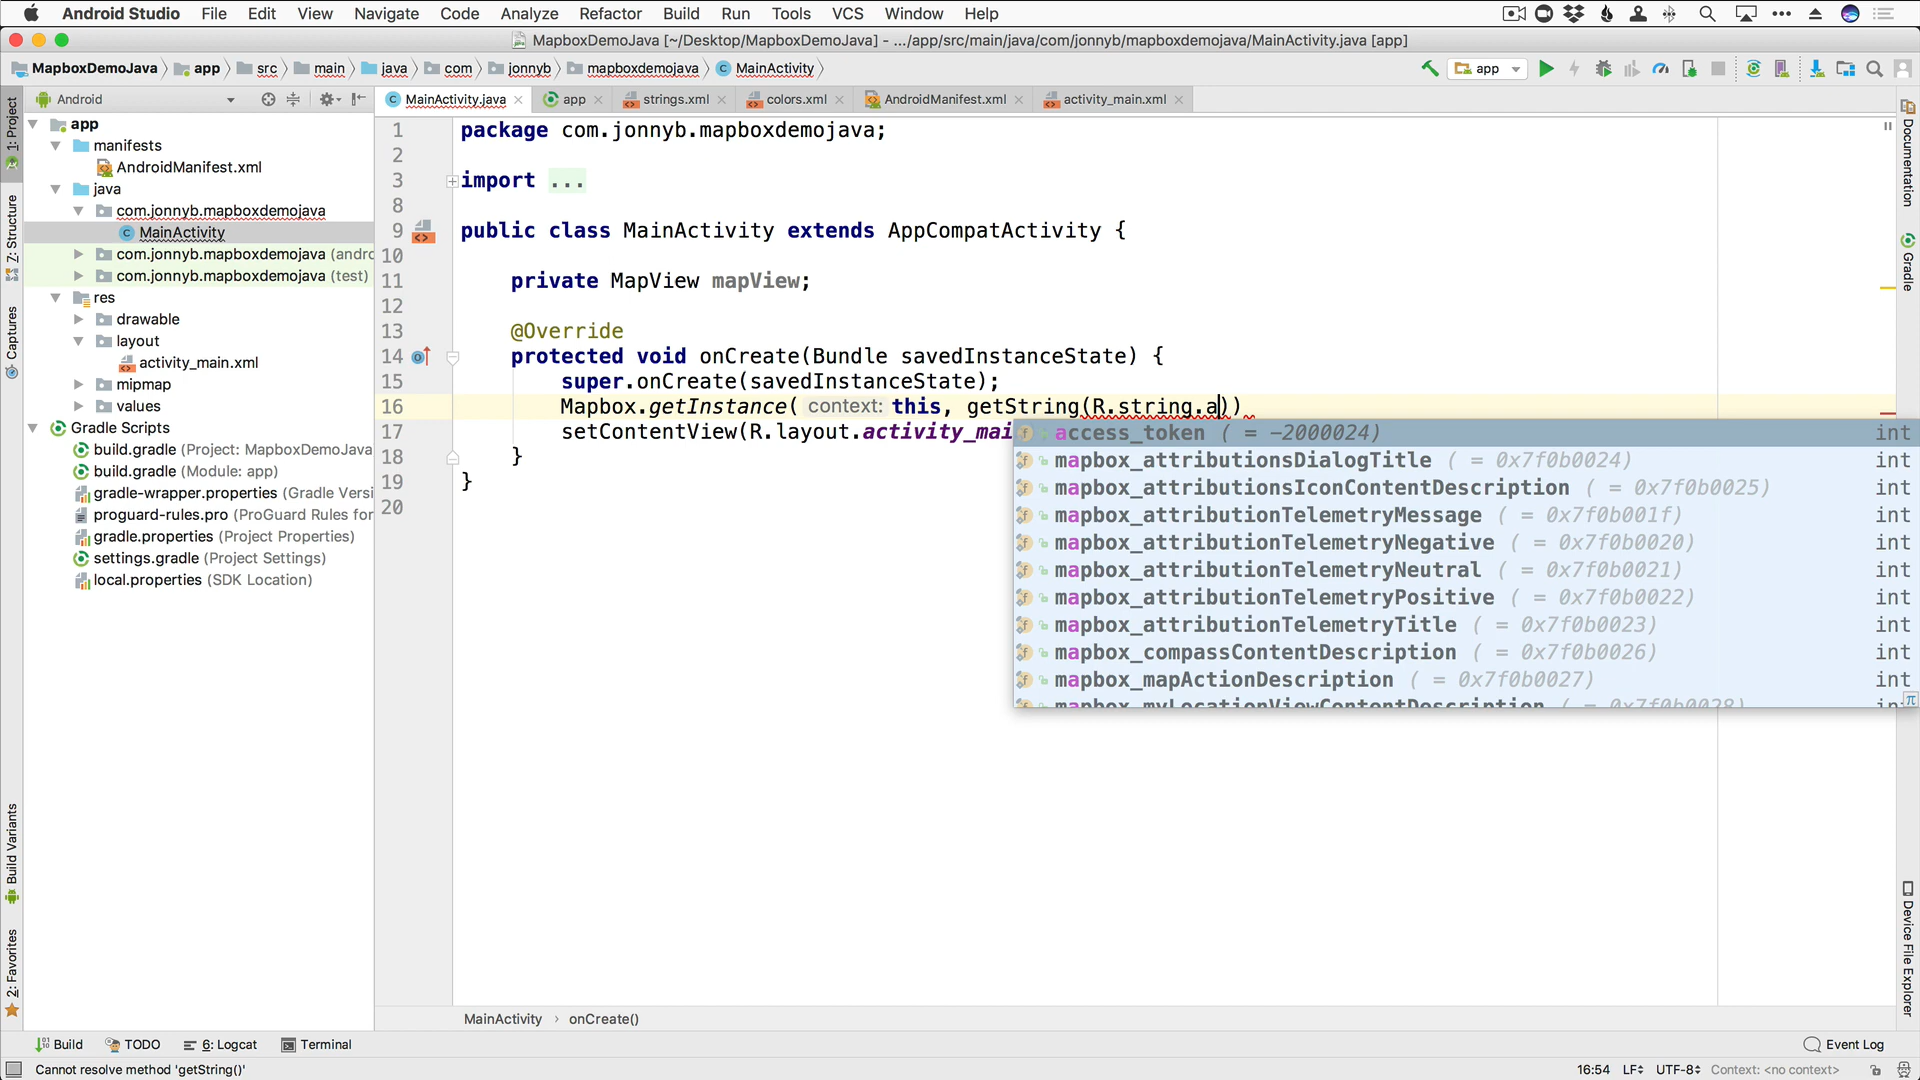 Android Studio File Edit View Navigate Code Analyze Refactor Build Run Tools VCS Window Help
MapboxDemoJava [~/Desktop/MapboxDemoJava] - .../app/src/main/java/com/jonnyb/mapboxdemojava/MainActivity.java [app]
MapboxDemoJava app src main java com jonnyb mapboxdemojava MainActivity app
1: Project
Z: Structure
Captures
Build Variants
2: Favorites
Android
app
manifests
AndroidManifest.xml
java
com.jonnyb.mapboxdemojava
MainActivity
com.jonnyb.mapboxdemojava (andro
com.jonnyb.mapboxdemojava (test)
res
drawable
layout
activity_main.xml
mipmap
values
Gradle Scripts
build.gradle (Project: MapboxDemoJava
build.gradle (Module: app)
gradle-wrapper.properties (Gradle Versi
proguard-rules.pro (ProGuard Rules for
gradle.properties (Project Properties)
settings.gradle (Project Settings)
local.properties (SDK Location)
MainActivity.java app strings.xml colors.xml AndroidManifest.xml activity_main.xml
1 package com.jonnyb.mapboxdemojava;
2
3 import ...
8
9 public class MainActivity extends AppCompatActivity {
10
11 private MapView mapView;
12
13 @Override
14 protected void onCreate(Bundle savedInstanceState) {
15 super.onCreate(savedInstanceState);
16 Mapbox.getInstance( context: this, getString(R.string.a))
17 setContentView(R.layout.activity_mai
18 }
19 }
20
access_token ( = -2000024) int
mapbox_attributionsDialogTitle ( = 0x7f0b0024) int
mapbox_attributionsIconContentDescription ( = 0x7f0b0025) int
mapbox_attributionTelemetryMessage ( = 0x7f0b001f) int
mapbox_attributionTelemetryNegative ( = 0x7f0b0020) int
mapbox_attributionTelemetryNeutral ( = 0x7f0b0021) int
mapbox_attributionTelemetryPositive ( = 0x7f0b0022) int
mapbox_attributionTelemetryTitle ( = 0x7f0b0023) int
mapbox_compassContentDescription ( = 0x7f0b0026) int
mapbox_mapActionDescription ( = 0x7f0b0027) int
mapbox_myLocationViewContentDescription ( = 0x7f0b0028) int
π
Documentation
Gradle
Device File Explorer
MainActivity › onCreate()
Build TODO 6: Logcat Terminal Event Log
Cannot resolve method 'getString()' 16:54 LF UTF-8 Context: <no context>